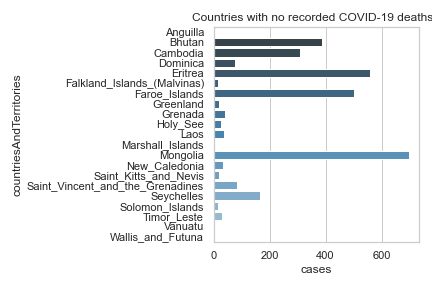 Countries with no recorded COVID-19 deaths
countriesAndTerritories
Anguilla
Bhutan
Cambodia
Dominica
Eritrea
Falkland_Islands_(Malvinas)
Faroe_Islands
Greenland
Grenada
Holy_See
Laos
Marshall_Islands
Mongolia
New_Caledonia
Saint_Kitts_and_Nevis
Saint_Vincent_and_the_Grenadines
Seychelles
Solomon_Islands
Timor_Leste
Vanuatu
Wallis_and_Futuna
0 200 400 600
cases